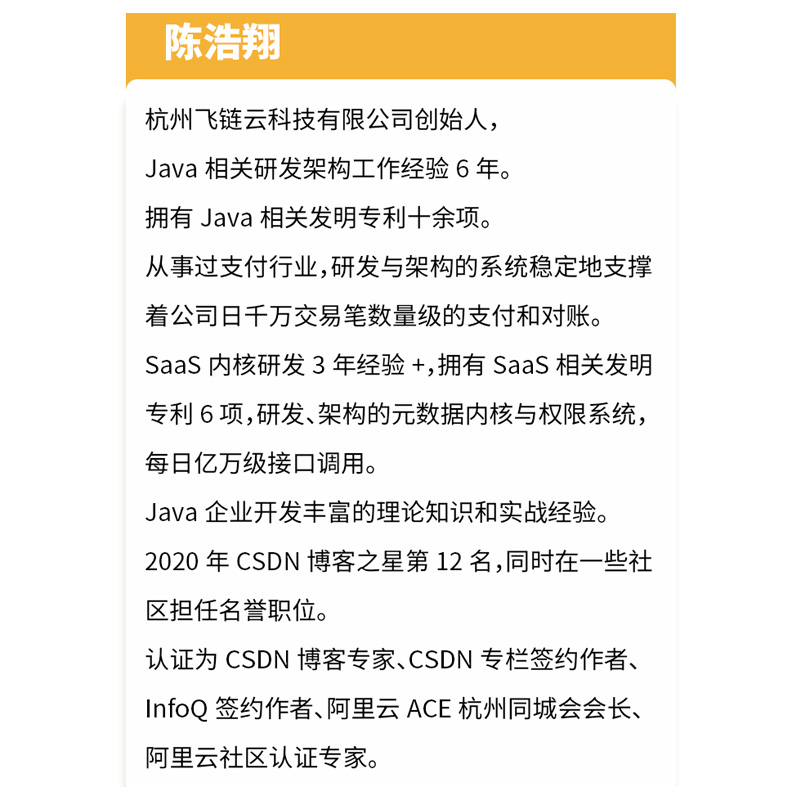 陈浩翔
杭州飞链云科技有限公司创始人，
Java 相关研发架构工作经验 6 年。
拥有 Java 相关发明专利十余项。
从事过支付行业，研发与架构的系统稳定地支撑
着公司日千万交易笔数量级的支付和对账。
SaaS 内核研发 3 年经验 +，拥有 SaaS 相关发明
专利 6 项，研发、架构的元数据内核与权限系统，
每日亿万级接口调用。
Java 企业开发丰富的理论知识和实战经验。
2020 年 CSDN 博客之星第 12 名，同时在一些社
区担任名誉职位。
认证为 CSDN 博客专家、CSDN 专栏签约作者、
InfoQ 签约作者、阿里云 ACE 杭州同城会会长、
阿里云社区认证专家。